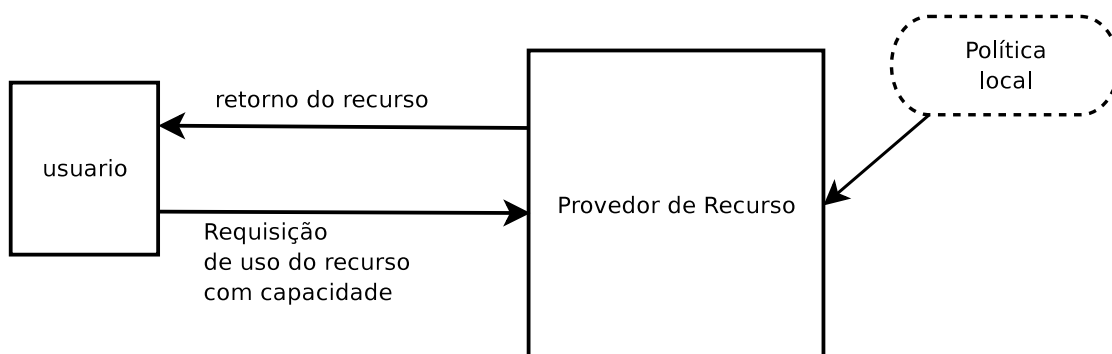 Política
local
retorno do recurso
usuario
Provedor de Recurso
Requisição
de uso do recurso
com capacidade